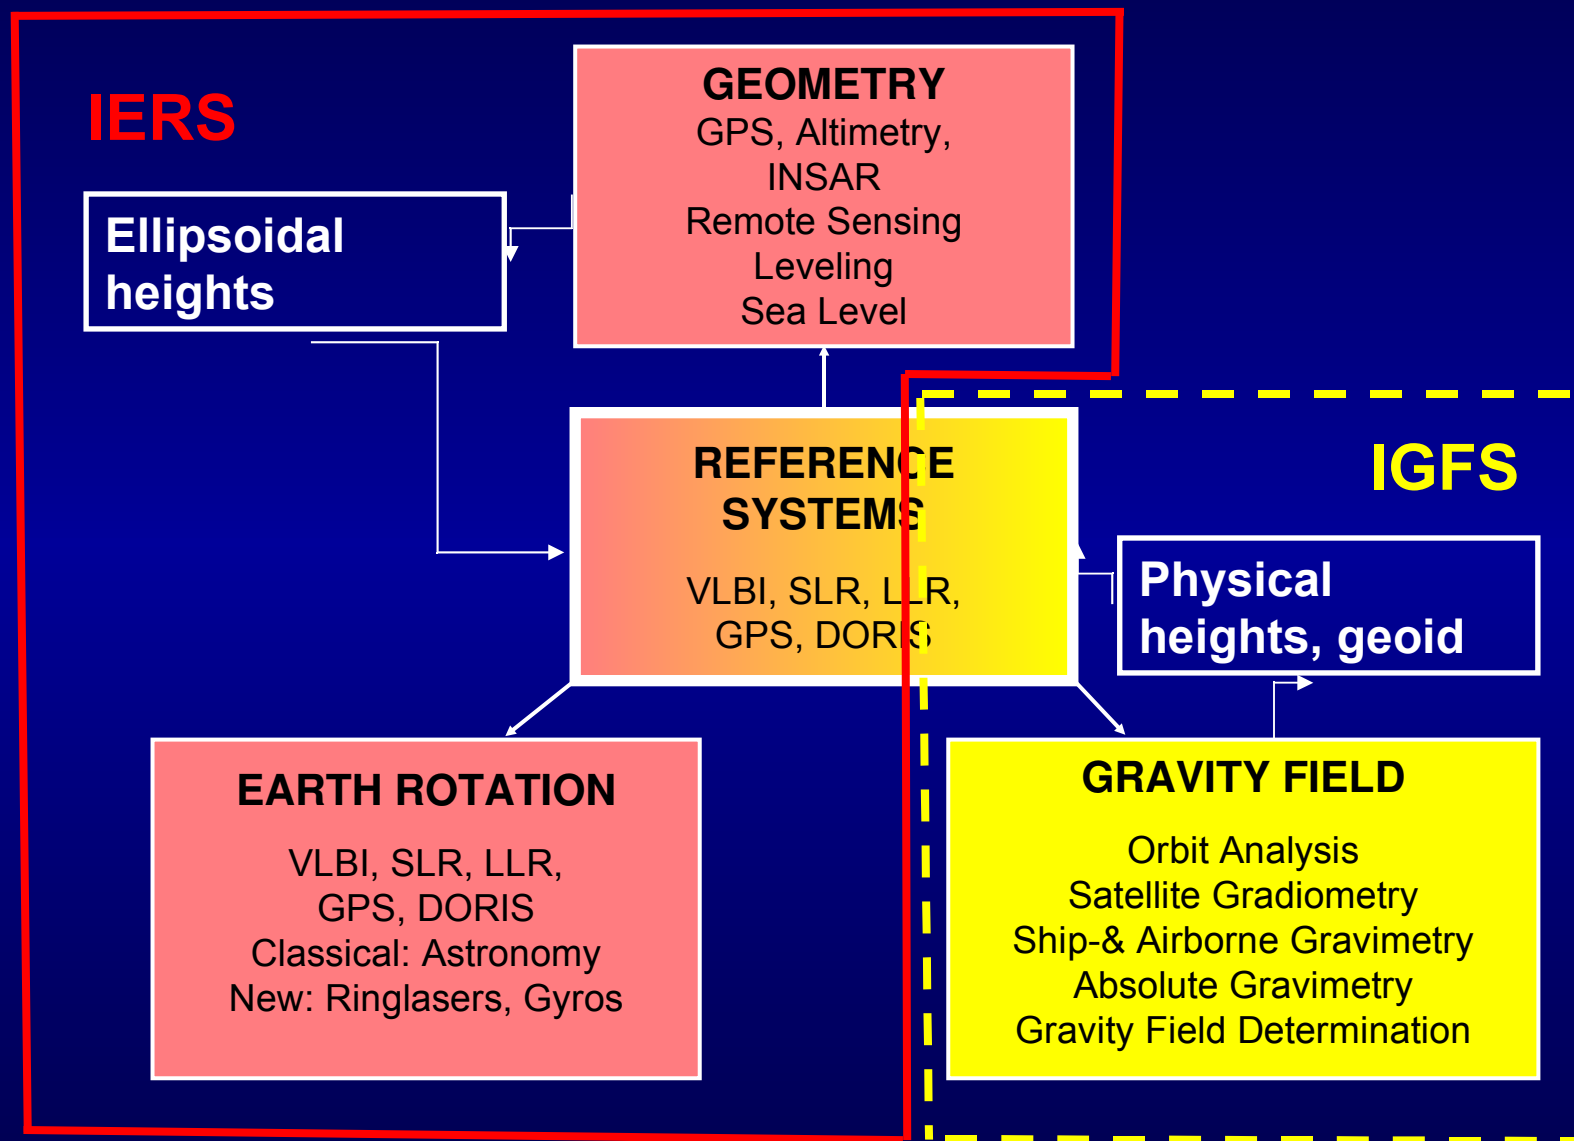 IERS
GEOMETRY
GPS, Altimetry,
INSAR
Remote Sensing
Leveling
Sea Level
Ellipsoidal
heights
REFERENCE
SYSTEMS
VLBI, SLR, LLR,
GPS, DORIS
IGFS
Physical
heights, geoid
EARTH ROTATION
VLBI, SLR, LLR,
GPS, DORIS
Classical: Astronomy
New: Ringlasers, Gyros
GRAVITY FIELD
Orbit Analysis
Satellite Gradiometry
Ship-& Airborne Gravimetry
Absolute Gravimetry
Gravity Field Determination